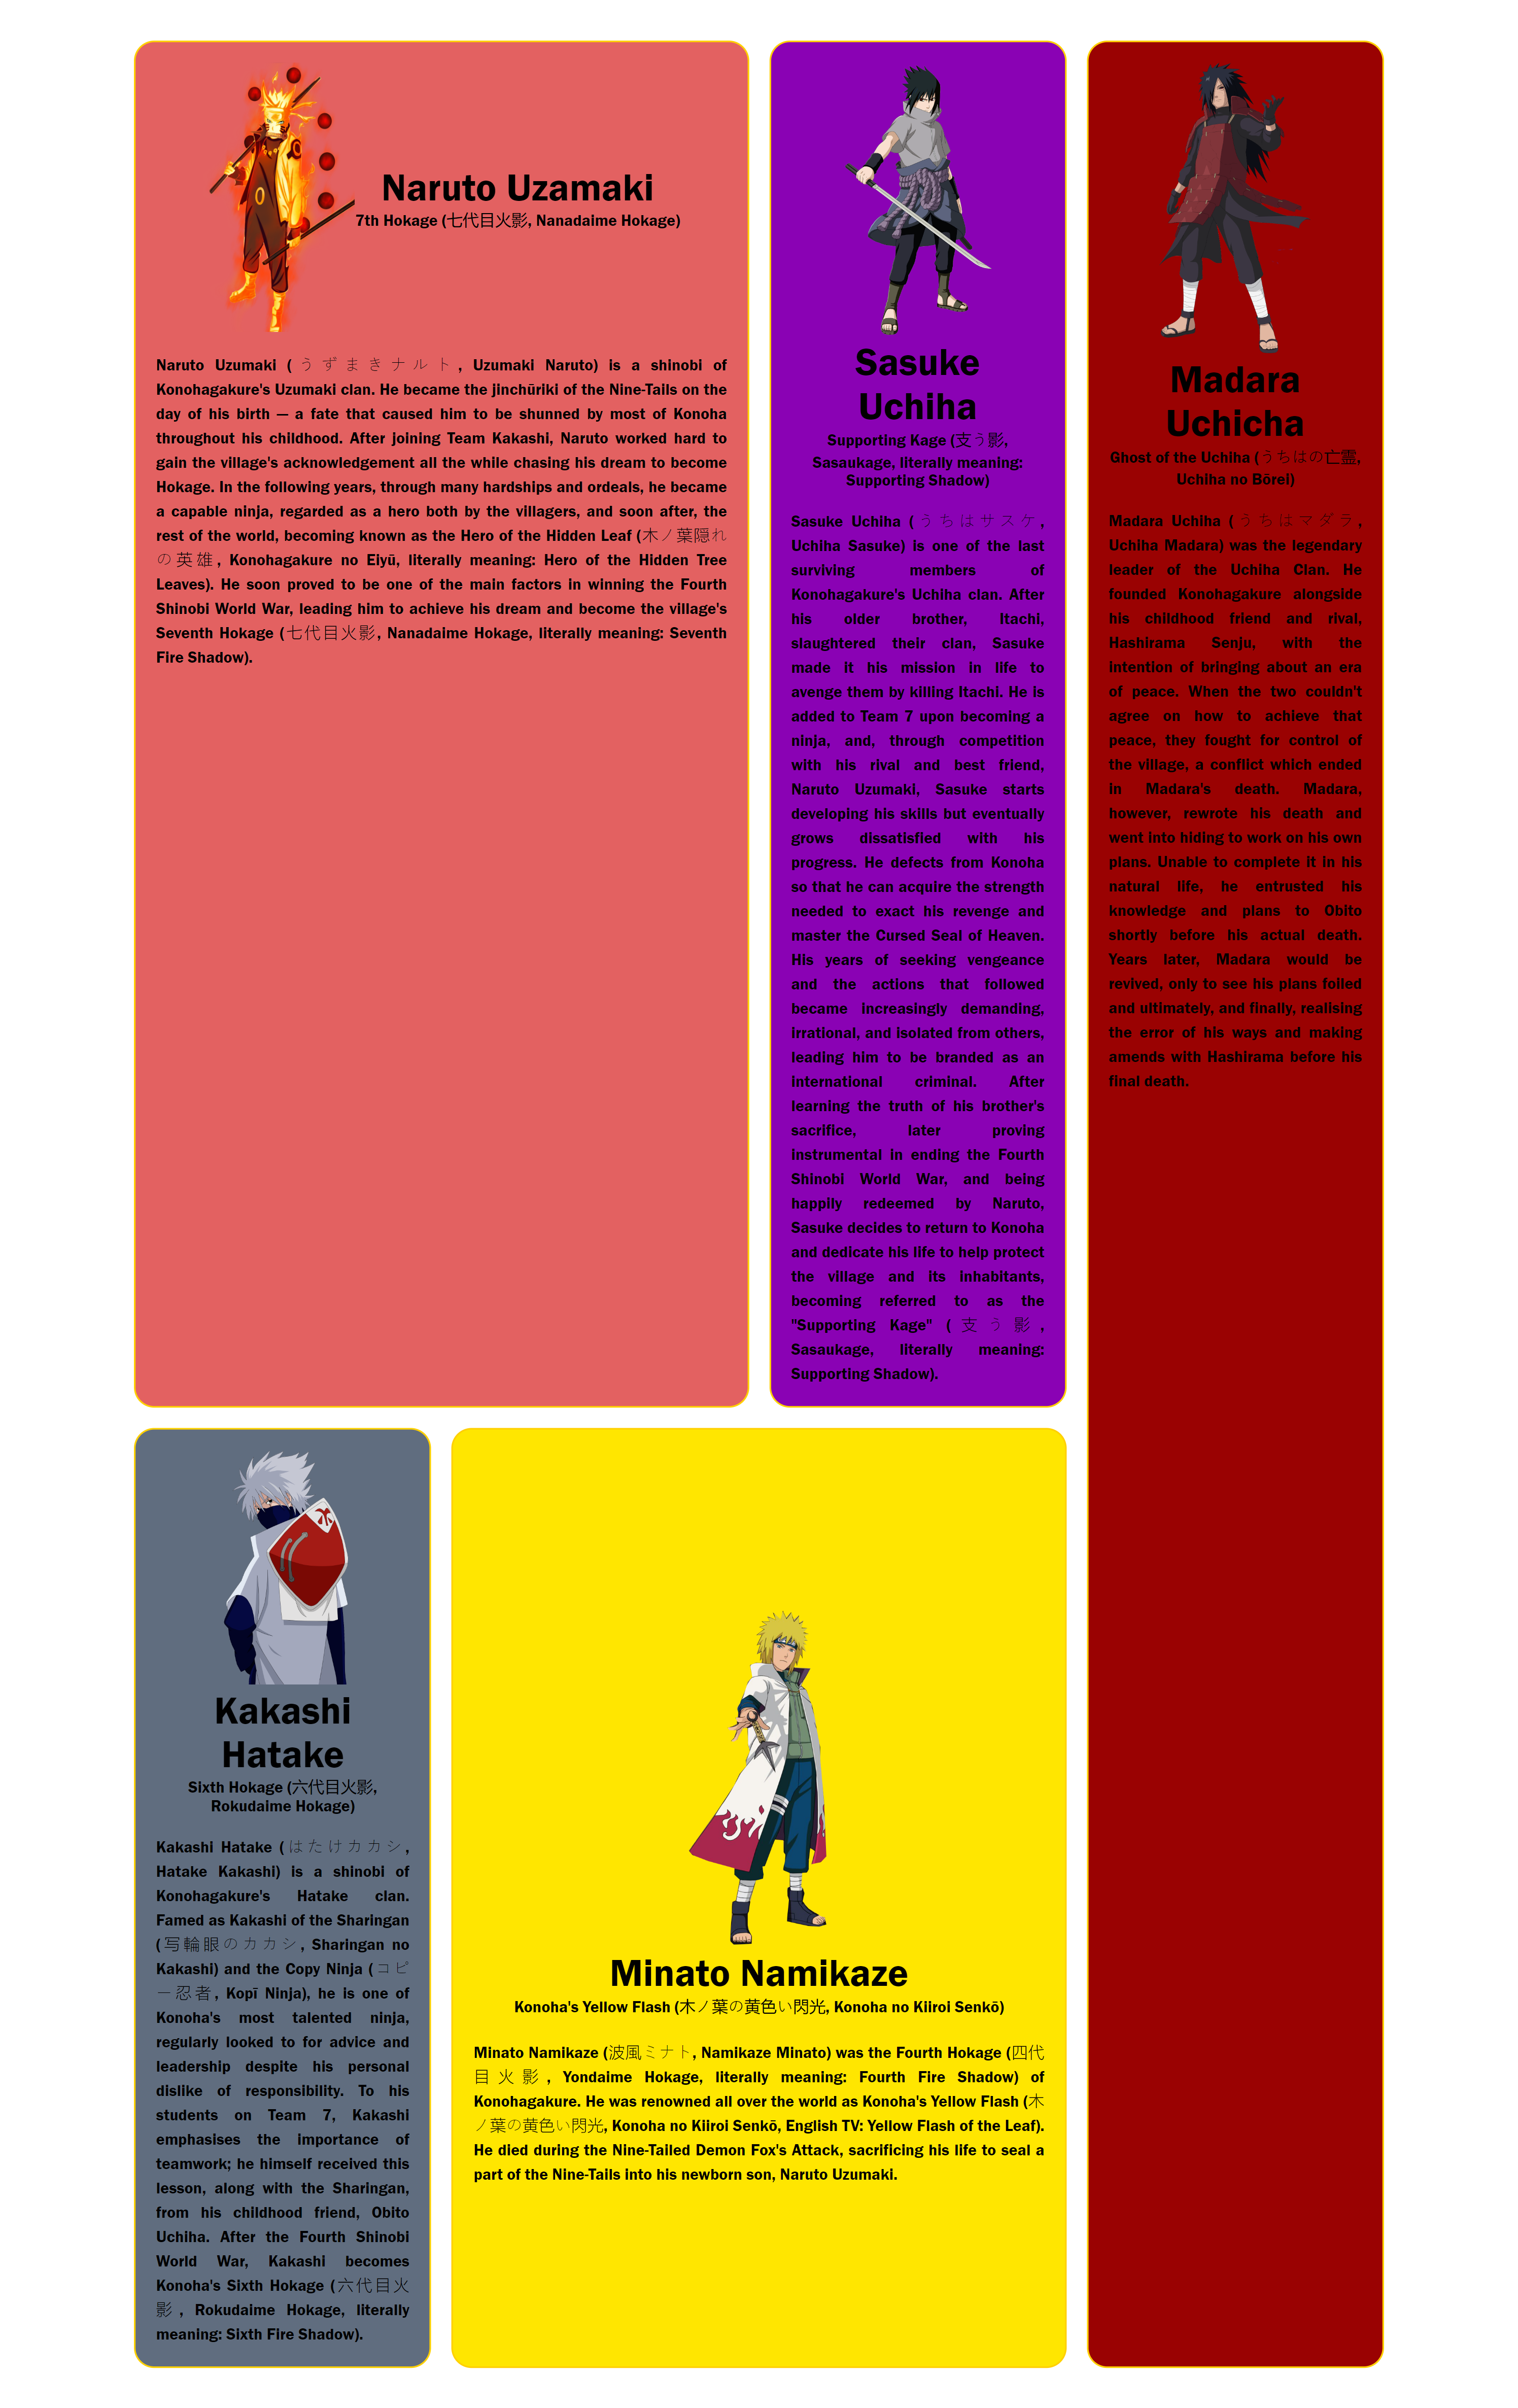 Naruto Uzamaki
7th Hokage (七代目火影, Nanadaime Hokage)
Naruto Uzumaki (うずまきナルト, Uzumaki Naruto) is a shinobi of
Konohagakure's Uzumaki clan. He became the jinchūriki of the Nine-Tails on the
day of his birth — a fate that caused him to be shunned by most of Konoha
throughout his childhood. After joining Team Kakashi, Naruto worked hard to
gain the village's acknowledgement all the while chasing his dream to become
Hokage. In the following years, through many hardships and ordeals, he became
a capable ninja, regarded as a hero both by the villagers, and soon after, the
rest of the world, becoming known as the Hero of the Hidden Leaf (木ノ葉隠れ
の英雄, Konohagakure no Eiyū, literally meaning: Hero of the Hidden Tree
Leaves). He soon proved to be one of the main factors in winning the Fourth
Shinobi World War, leading him to achieve his dream and become the village's
Seventh Hokage (七代目火影, Nanadaime Hokage, literally meaning: Seventh
Fire Shadow).
Sasuke
Uchiha
Supporting Kage (支う影,
Sasaukage, literally meaning:
Supporting Shadow)
Sasuke Uchiha (うちはサスケ,
Uchiha Sasuke) is one of the last
surviving members of
Konohagakure's Uchiha clan. After
his older brother, Itachi,
slaughtered their clan, Sasuke
made it his mission in life to
avenge them by killing Itachi. He is
added to Team 7 upon becoming a
ninja, and, through competition
with his rival and best friend,
Naruto Uzumaki, Sasuke starts
developing his skills but eventually
grows dissatisfied with his
progress. He defects from Konoha
so that he can acquire the strength
needed to exact his revenge and
master the Cursed Seal of Heaven.
His years of seeking vengeance
and the actions that followed
became increasingly demanding,
irrational, and isolated from others,
leading him to be branded as an
international criminal. After
learning the truth of his brother's
sacrifice, later proving
instrumental in ending the Fourth
Shinobi World War, and being
happily redeemed by Naruto,
Sasuke decides to return to Konoha
and dedicate his life to help protect
the village and its inhabitants,
becoming referred to as the
"Supporting Kage" (支う影,
Sasaukage, literally meaning:
Supporting Shadow).
Madara
Uchicha
Ghost of the Uchiha (うちはの亡霊,
Uchiha no Bōrei)
Madara Uchiha (うちはマダラ,
Uchiha Madara) was the legendary
leader of the Uchiha Clan. He
founded Konohagakure alongside
his childhood friend and rival,
Hashirama Senju, with the
intention of bringing about an era
of peace. When the two couldn't
agree on how to achieve that
peace, they fought for control of
the village, a conflict which ended
in Madara's death. Madara,
however, rewrote his death and
went into hiding to work on his own
plans. Unable to complete it in his
natural life, he entrusted his
knowledge and plans to Obito
shortly before his actual death.
Years later, Madara would be
revived, only to see his plans foiled
and ultimately, and finally, realising
the error of his ways and making
amends with Hashirama before his
final death.
Kakashi
Hatake
Sixth Hokage (六代目火影,
Rokudaime Hokage)
Kakashi Hatake (はたけカカシ,
Hatake Kakashi) is a shinobi of
Konohagakure's Hatake clan.
Famed as Kakashi of the Sharingan
(写輪眼のカカシ, Sharingan no
Kakashi) and the Copy Ninja (コピ
ー忍者, Kopī Ninja), he is one of
Konoha's most talented ninja,
regularly looked to for advice and
leadership despite his personal
dislike of responsibility. To his
students on Team 7, Kakashi
emphasises the importance of
teamwork; he himself received this
lesson, along with the Sharingan,
from his childhood friend, Obito
Uchiha. After the Fourth Shinobi
World War, Kakashi becomes
Konoha's Sixth Hokage (六代目火
影, Rokudaime Hokage, literally
meaning: Sixth Fire Shadow).
Minato Namikaze
Konoha's Yellow Flash (木ノ葉の黄色い閃光, Konoha no Kiiroi Senkō)
Minato Namikaze (波風ミナト, Namikaze Minato) was the Fourth Hokage (四代
目火影, Yondaime Hokage, literally meaning: Fourth Fire Shadow) of
Konohagakure. He was renowned all over the world as Konoha's Yellow Flash (木
ノ葉の黄色い閃光, Konoha no Kiiroi Senkō, English TV: Yellow Flash of the Leaf).
He died during the Nine-Tailed Demon Fox's Attack, sacrificing his life to seal a
part of the Nine-Tails into his newborn son, Naruto Uzumaki.